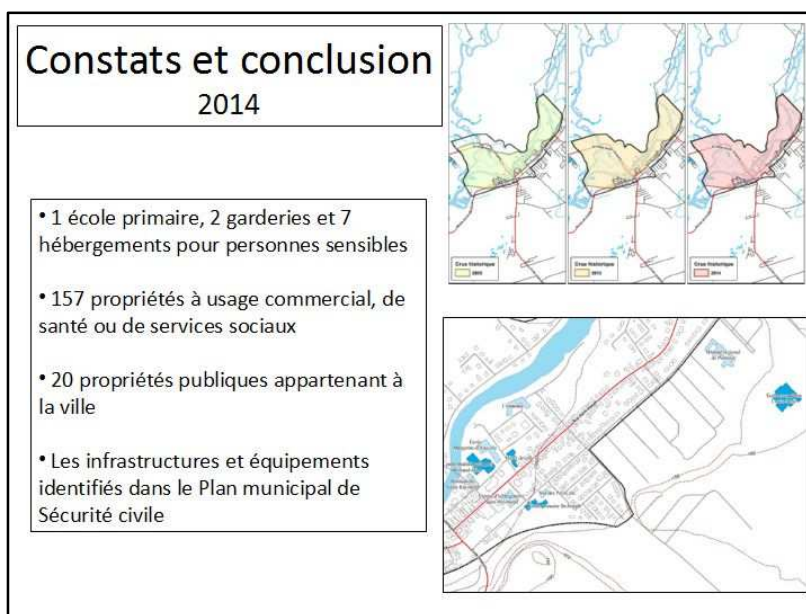 Constats et conclusion
2014
• 1 école primaire, 2 garderies et 7
hébergements pour personnes sensibles
• 157 propriétés à usage commercial, de
santé ou de services sociaux
• 20 propriétés publiques appartenant à
la ville
• Les infrastructures et équipements
identifiés dans le Plan municipal de
Sécurité civile
Crue historique
Crue historique
Crue historique
2014